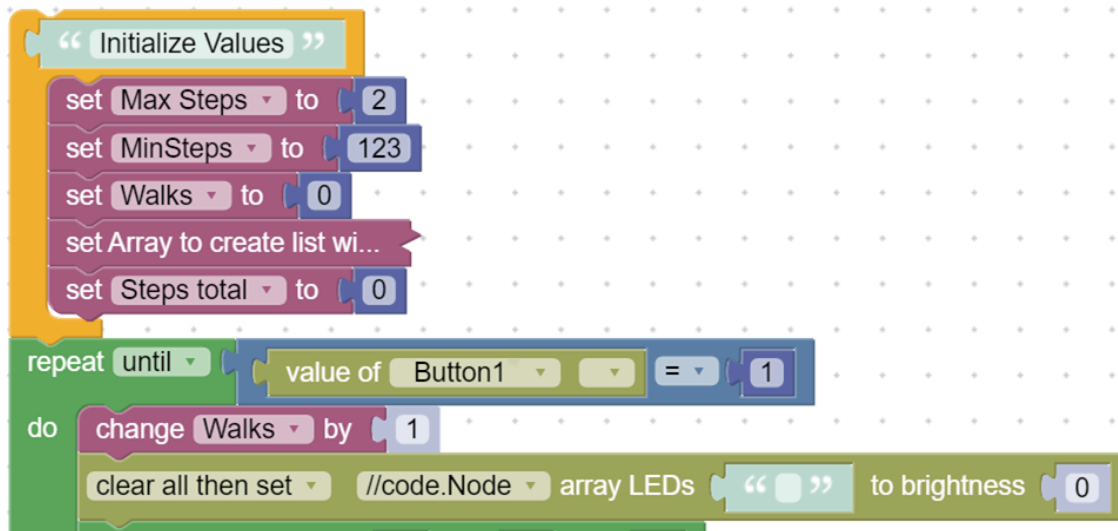 “ Initialize Values ”
set Max Steps to 2
set MinSteps to 123
set Walks to 0
set Array to create list wi...
set Steps total to 0
repeat until value of Button1 = 1
do change Walks by 1
clear all then set //code.Node array LEDs “ ” to brightness 0